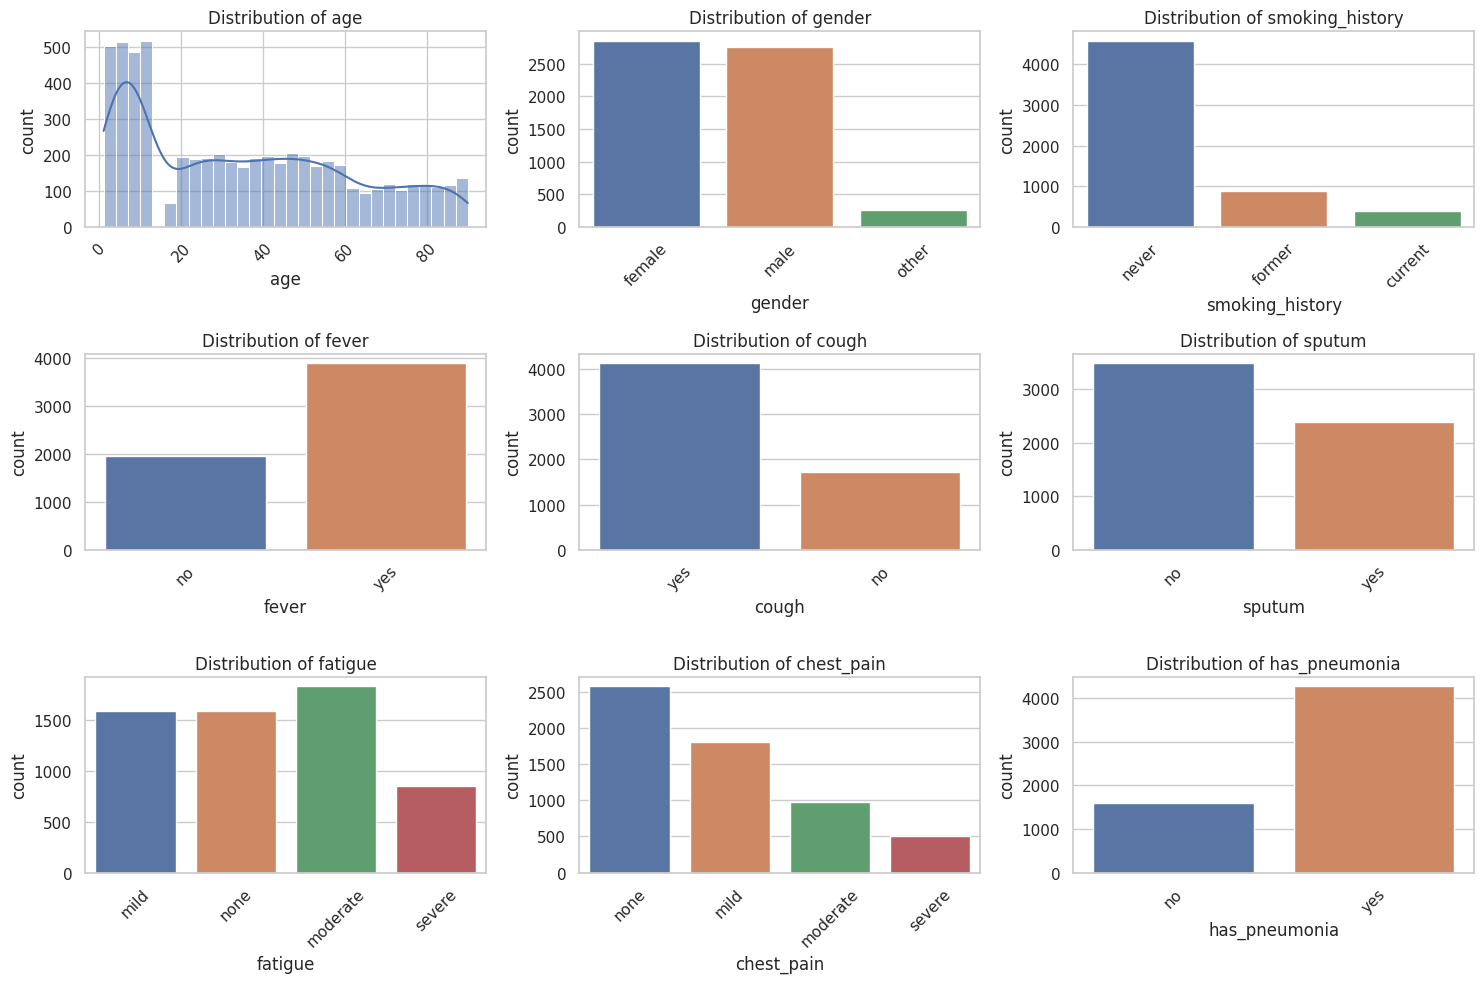 Distribution of age
500
400
300
200
100
0
count
0
20
40
60
80
age
Distribution of gender
2500
2000
1500
1000
500
0
count
female
male
other
gender
Distribution of smoking_history
4000
3000
2000
1000
0
count
never
former
current
smoking_history
Distribution of fever
4000
3000
2000
1000
0
count
no
yes
fever
Distribution of cough
4000
3000
2000
1000
0
count
yes
no
cough
Distribution of sputum
3000
2000
1000
0
count
no
yes
sputum
Distribution of fatigue
1500
1000
500
0
count
mild
none
moderate
severe
fatigue
Distribution of chest_pain
2500
2000
1500
1000
500
0
count
none
mild
moderate
severe
chest_pain
Distribution of has_pneumonia
4000
3000
2000
1000
0
count
no
yes
has_pneumonia